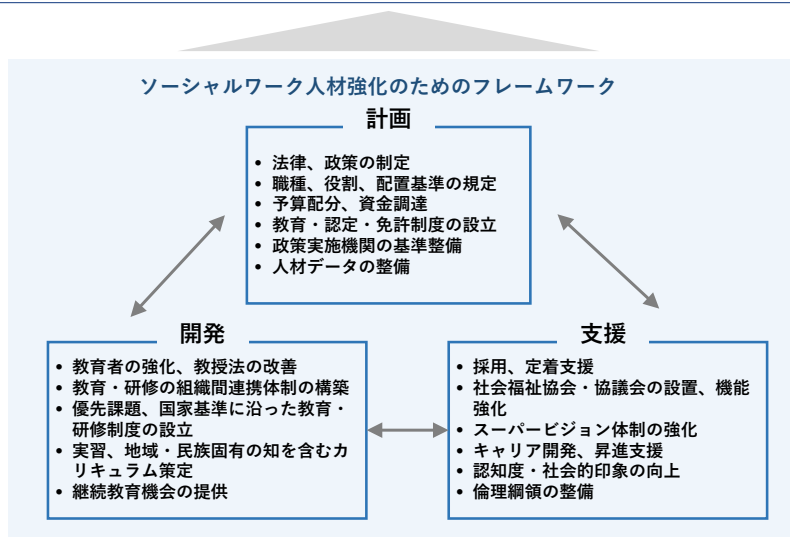 ソーシャルワーク人材強化のためのフレームワーク
計画
• 法律、政策の制定
• 職種、役割、配置基準の規定
• 予算配分、資金調達
• 教育・認定・免許制度の設立
• 政策実施機関の基準整備
• 人材データの整備
開発
• 教育者の強化、教授法の改善
• 教育・研修の組織間連携体制の構築
• 優先課題、国家基準に沿った教育・
研修制度の設立
• 実習、地域・民族固有の知を含むカ
リキュラム策定
• 継続教育機会の提供
支援
• 採用、定着支援
• 社会福祉協会・協議会の設置、機能
強化
• スーパービジョン体制の強化
• キャリア開発、昇進支援
• 認知度・社会的印象の向上
• 倫理綱領の整備